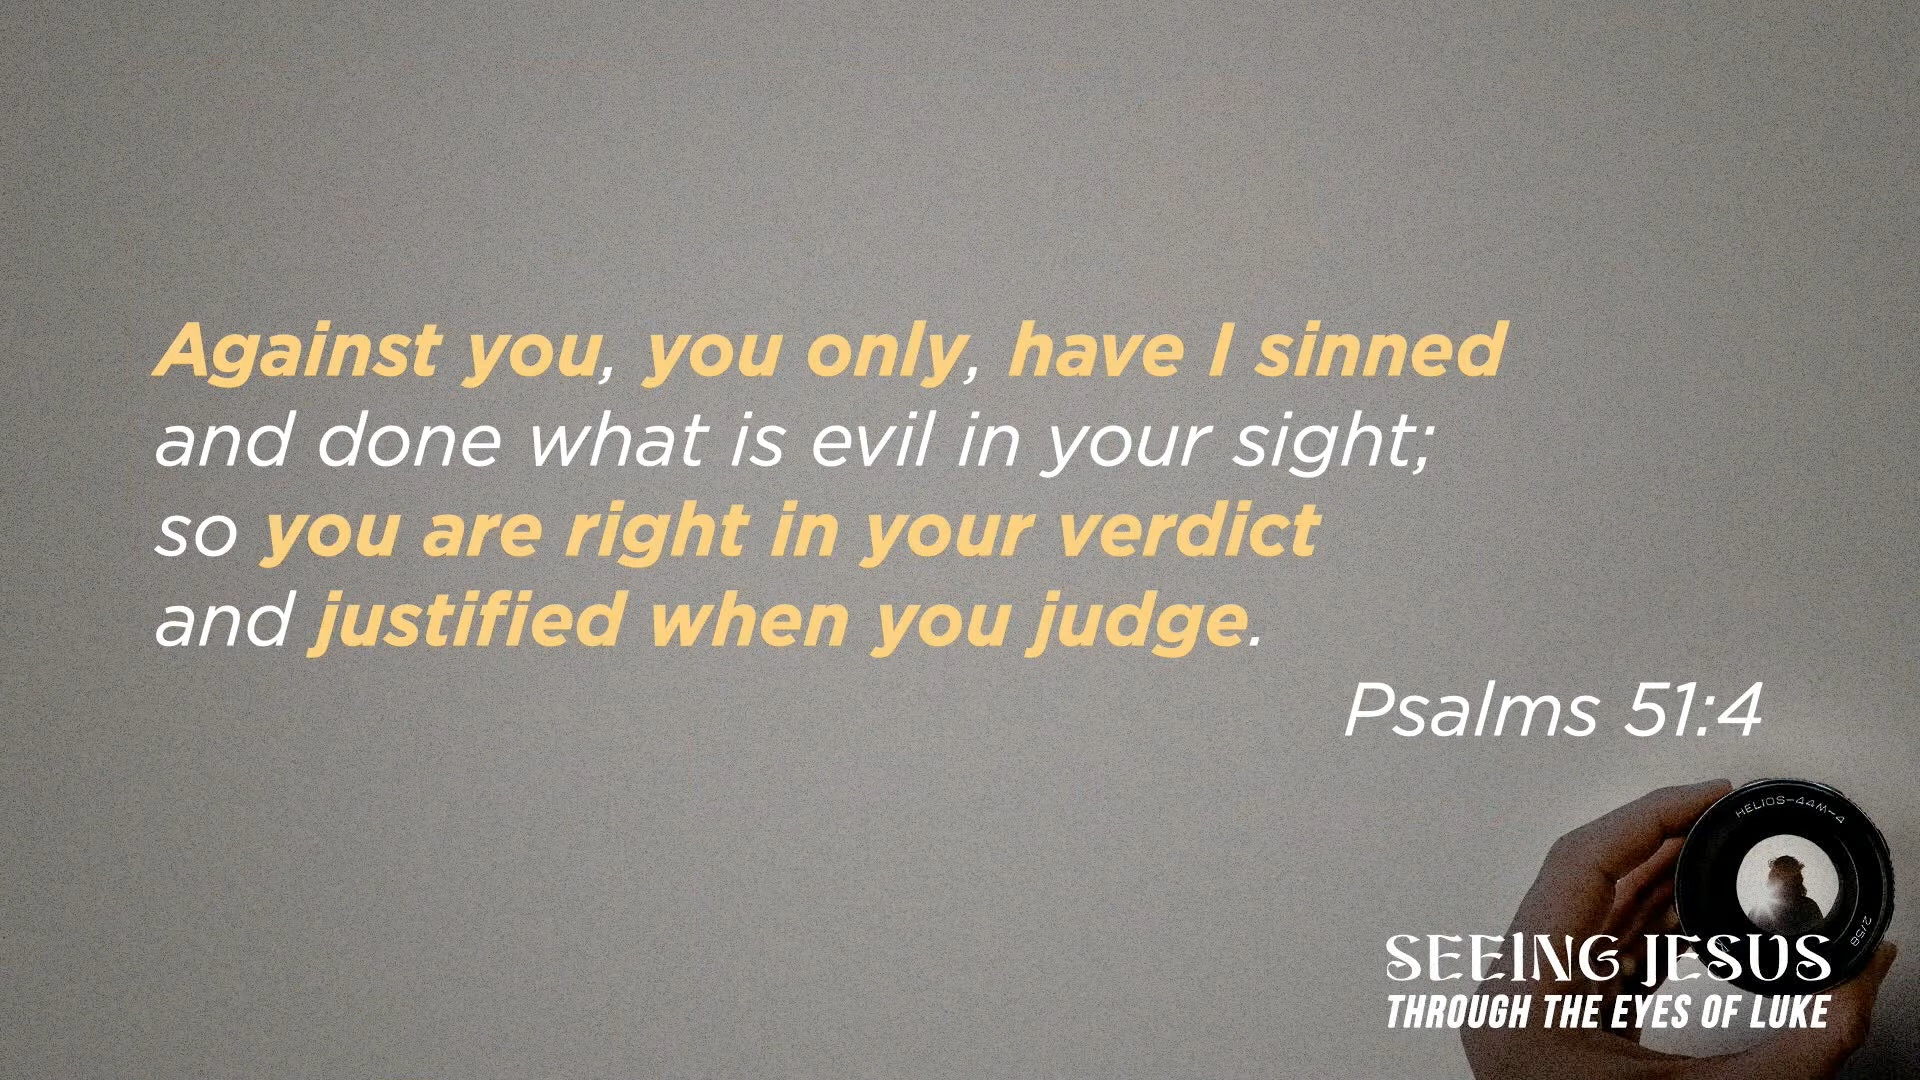 Against you, you only, have I sinned
and done what is evil in your sight;
so you are right in your verdict
and justified when you judge.
Psalms 51:4
HELIOS-44M-4
2/58
SEEING JESUS
THROUGH THE EYES OF LUKE